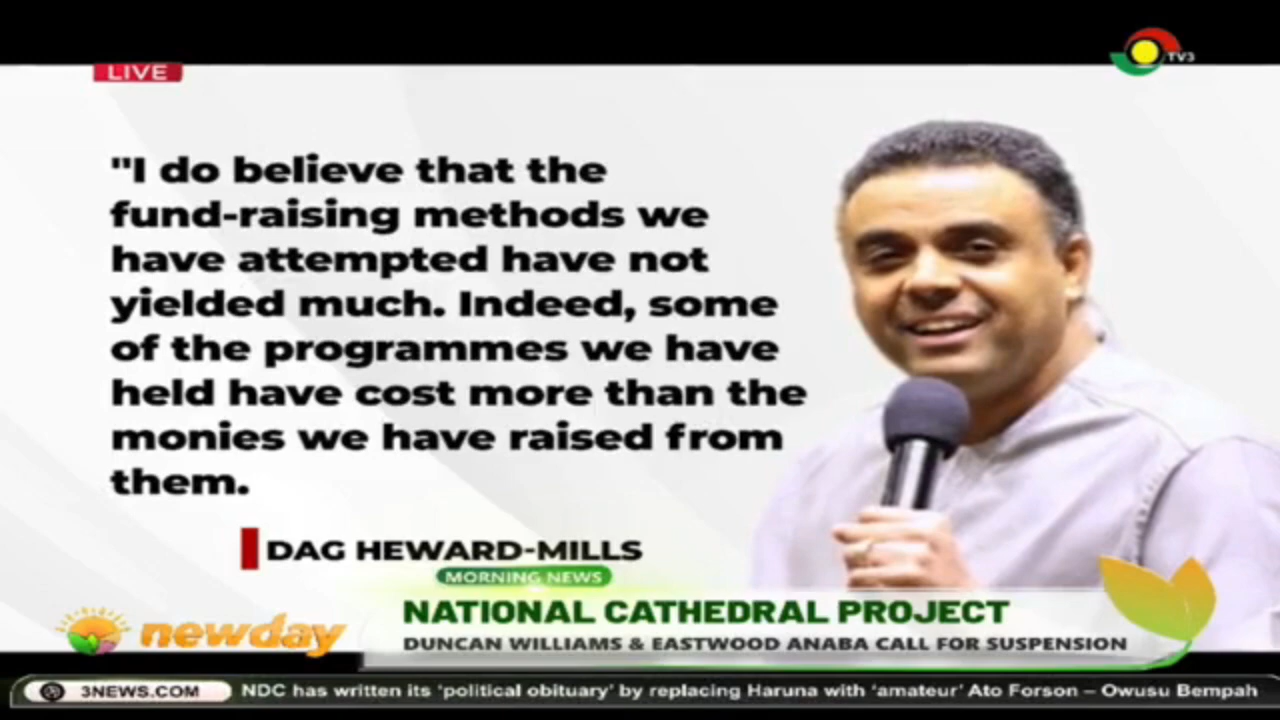 LIVE
TV3
"I do believe that the
fund-raising methods we
have attempted have not
yielded much. Indeed, some
of the programmes we have
held have cost more than the
monies we have raised from
them.
DAG HEWARD-MILLS
MORNING NEWS
NATIONAL CATHEDRAL PROJECT
newday
DUNCAN WILLIAMS & EASTWOOD ANABA CALL FOR SUSPENSION
3NEWS.COM NDC has written its 'political obituary' by replacing Haruna with 'amateur' Ato Forson – Owusu Bempah